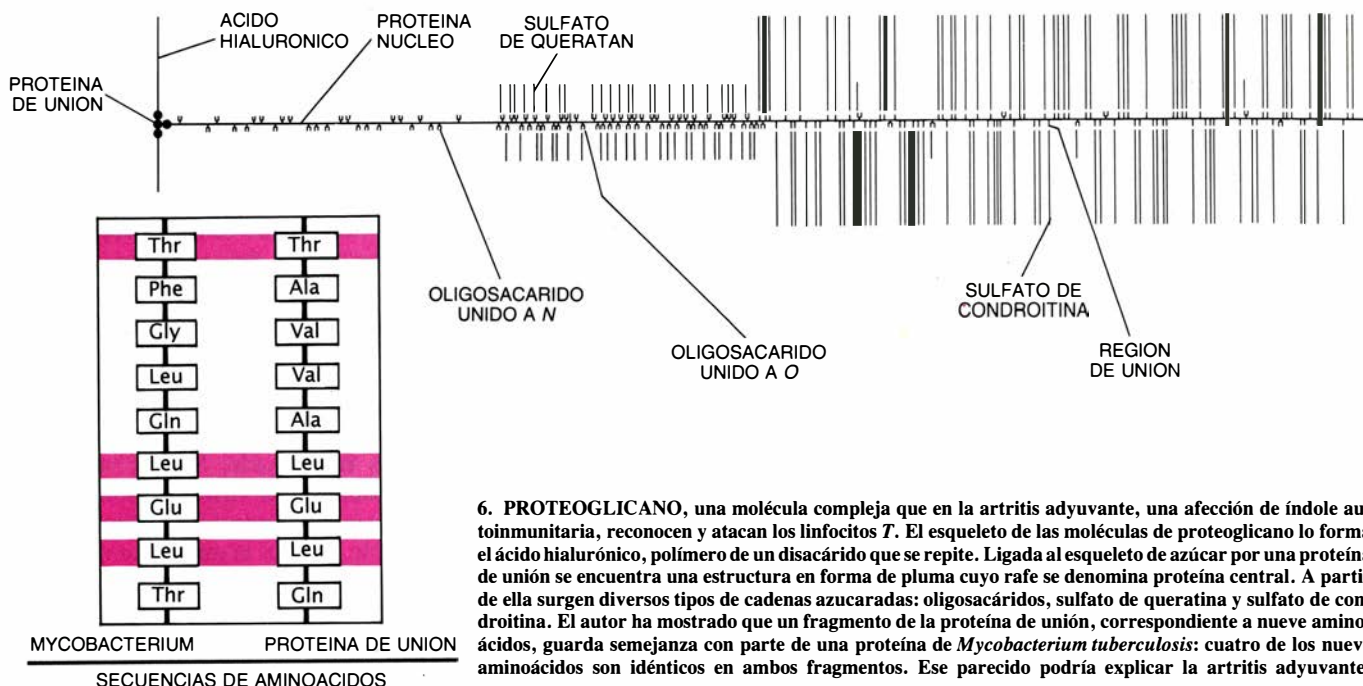 ACIDO
HIALURONICO
PROTEINA
NUCLEO
SULFATO
DE QUERATAN
PROTEINA
DE UNION
OLIGOSACARIDO
UNIDO A N
OLIGOSACARIDO
UNIDO A O
SULFATO DE
CONDROITINA
REGION
DE UNION
Thr Thr
Phe Ala
Gly Val
Leu Val
Gln Ala
Leu Leu
Glu Glu
Leu Leu
Thr Gln
MYCOBACTERIUM PROTEINA DE UNION
SECUENCIAS DE AMINOACIDOS
6. PROTEOGLICANO, una molécula compleja que en la artritis adyuvante, una afección de índole au-
toinmunitaria, reconocen y atacan los linfocitos T. El esqueleto de las moléculas de proteoglicano lo forma
el ácido hialurónico, polímero de un disacárido que se repite. Ligada al esqueleto de azúcar por una proteína
de unión se encuentra una estructura en forma de pluma cuyo rafe se denomina proteína central. A parti
de ella surgen diversos tipos de cadenas azucaradas: oligosacáridos, sulfato de queratina y sulfato de con
droitina. El autor ha mostrado que un fragmento de la proteína de unión, correspondiente a nueve amino
ácidos, guarda semejanza con parte de una proteína de Mycobacterium tuberculosis: cuatro de los nuev
aminoácidos son idénticos en ambos fragmentos. Ese parecido podría explicar la artritis adyuvante